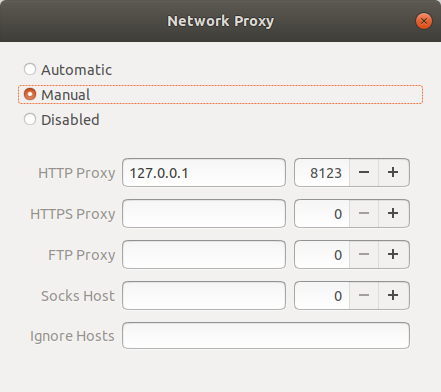 Network Proxy
Automatic
Manual
Disabled
HTTP Proxy 127.0.0.1 8123 − +
HTTPS Proxy 0 − +
FTP Proxy 0 − +
Socks Host 0 − +
Ignore Hosts